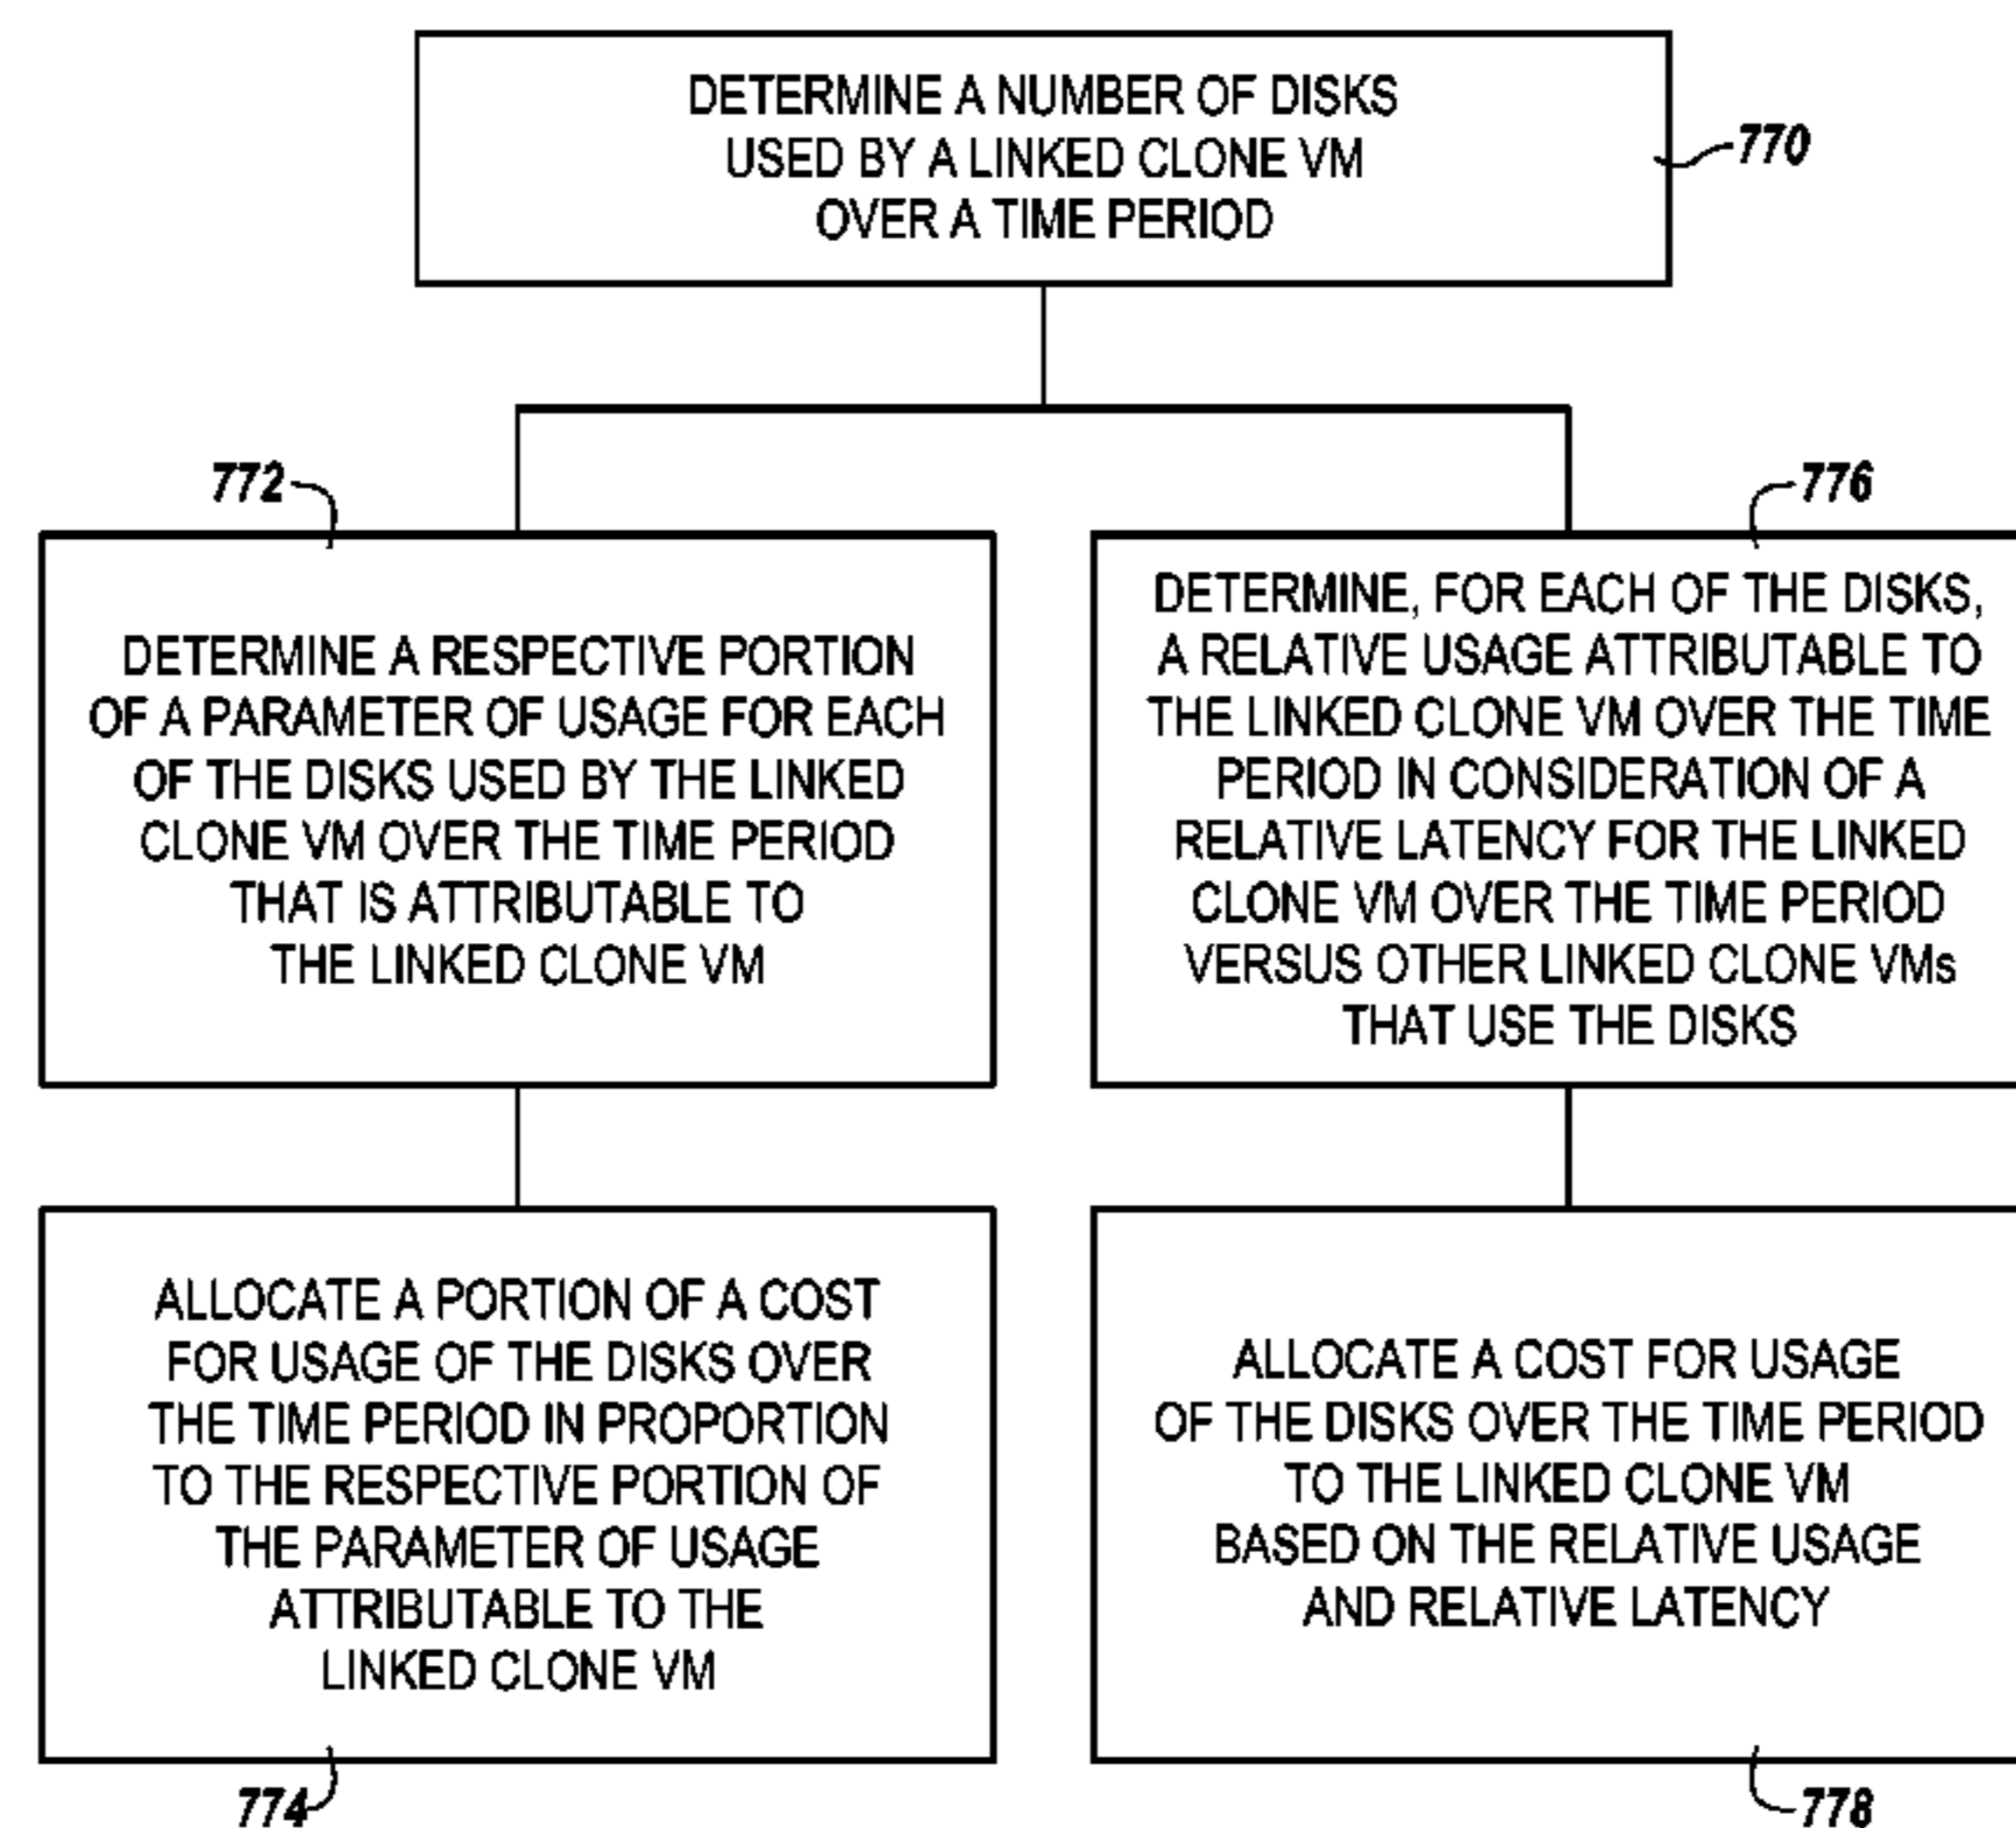 DETERMINE A NUMBER OF DISKS
USED BY A LINKED CLONE VM
OVER A TIME PERIOD
770
772
DETERMINE A RESPECTIVE PORTION
OF A PARAMETER OF USAGE FOR EACH
OF THE DISKS USED BY THE LINKED
CLONE VM OVER THE TIME PERIOD
THAT IS ATTRIBUTABLE TO
THE LINKED CLONE VM
776
DETERMINE, FOR EACH OF THE DISKS,
A RELATIVE USAGE ATTRIBUTABLE TO
THE LINKED CLONE VM OVER THE TIME
PERIOD IN CONSIDERATION OF A
RELATIVE LATENCY FOR THE LINKED
CLONE VM OVER THE TIME PERIOD
VERSUS OTHER LINKED CLONE VMs
THAT USE THE DISKS
ALLOCATE A PORTION OF A COST
FOR USAGE OF THE DISKS OVER
THE TIME PERIOD IN PROPORTION
TO THE RESPECTIVE PORTION OF
THE PARAMETER OF USAGE
ATTRIBUTABLE TO THE
LINKED CLONE VM
774
ALLOCATE A COST FOR USAGE
OF THE DISKS OVER THE TIME PERIOD
TO THE LINKED CLONE VM
BASED ON THE RELATIVE USAGE
AND RELATIVE LATENCY
778